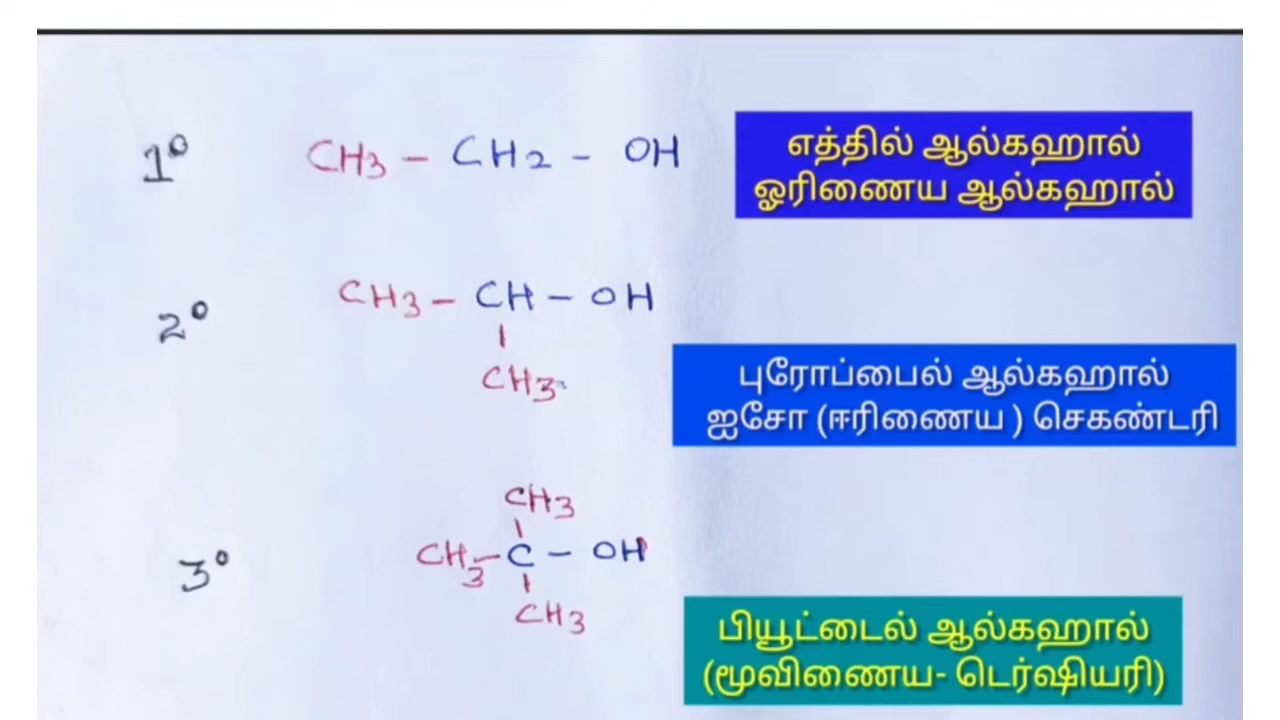 1° CH3 - CH2 - OH
எத்தில் ஆல்கஹால்
ஓரிணைய ஆல்கஹால்
2° CH3 - CH - OH
CH3
புரோப்பைல் ஆல்கஹால்
ஐசோ (ஈரிணைய ) செகண்டரி
CH3
3° CH3 - C - OH
CH3
பியூட்டைல் ஆல்கஹால்
(மூவிணைய- டெர்ஷியரி)